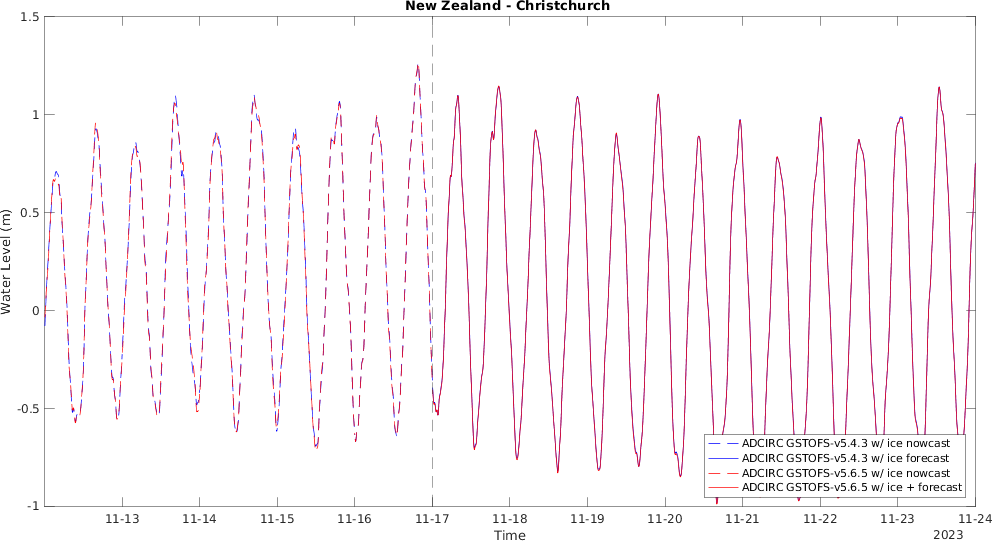 New Zealand - Christchurch
1.5
1
0.5
0
-0.5
-1
Water Level (m)
11-13 11-14 11-15 11-16 11-17 11-18 11-19 11-20 11-21 11-22 11-23 11-24
Time
2023
ADCIRC GSTOFS-v5.4.3 w/ ice nowcast
ADCIRC GSTOFS-v5.4.3 w/ ice forecast
ADCIRC GSTOFS-v5.6.5 w/ ice nowcast
ADCIRC GSTOFS-v5.6.5 w/ ice + forecast